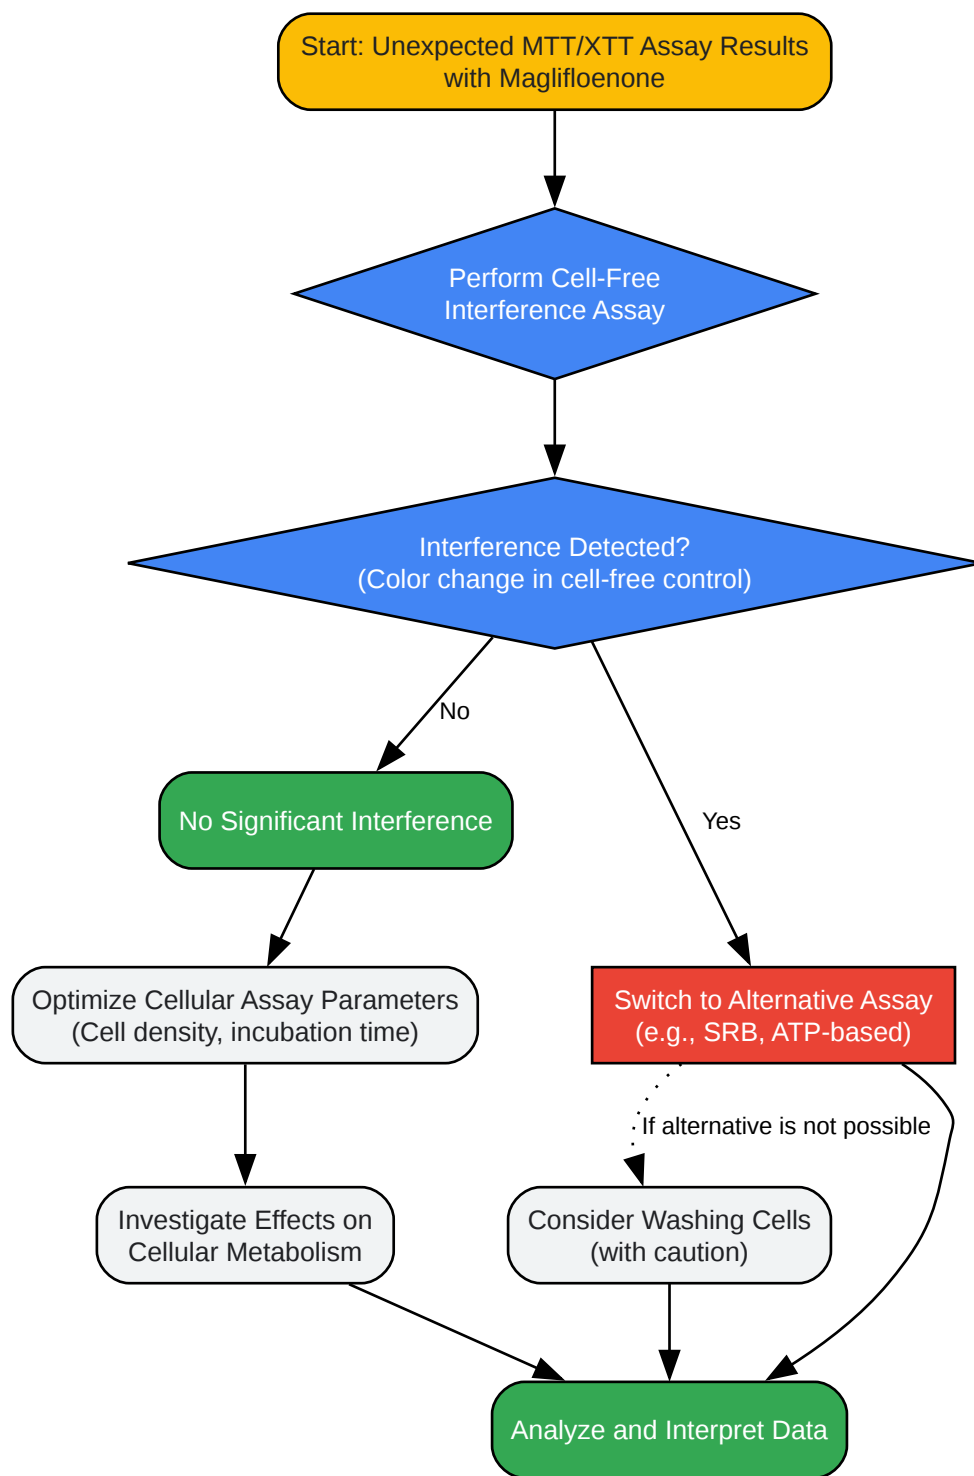 Start: Unexpected MTT/XTT Assay Results
with Maglifloenone
Perform Cell-Free
Interference Assay
Interference Detected?
(Color change in cell-free control)
No
Yes
No Significant Interference
Optimize Cellular Assay Parameters
(Cell density, incubation time)
Switch to Alternative Assay
(e.g., SRB, ATP-based)
If alternative is not possible
Investigate Effects on
Cellular Metabolism
Consider Washing Cells
(with caution)
Analyze and Interpret Data